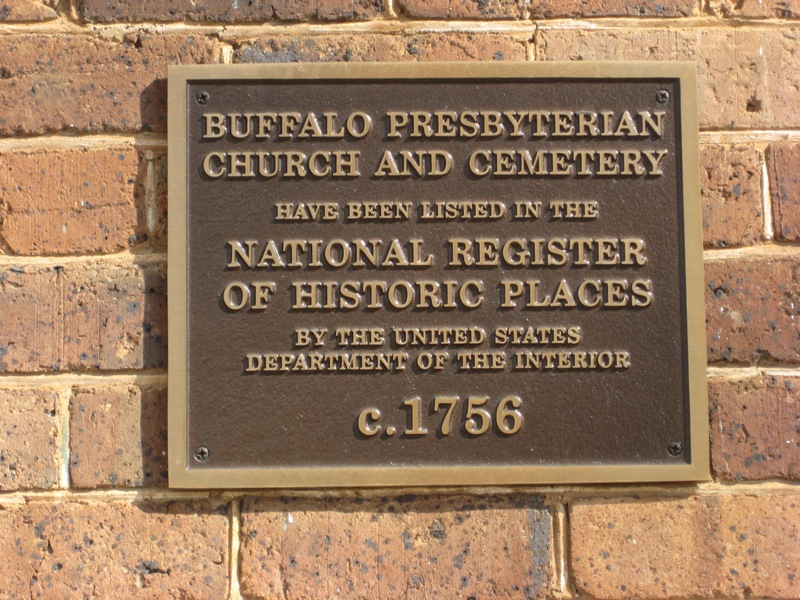 BUFFALO PRESBYTERIAN
CHURCH AND CEMETERY
HAVE BEEN LISTED IN THE
NATIONAL REGISTER
OF HISTORIC PLACES
BY THE UNITED STATES
DEPARTMENT OF THE INTERIOR
c.1756